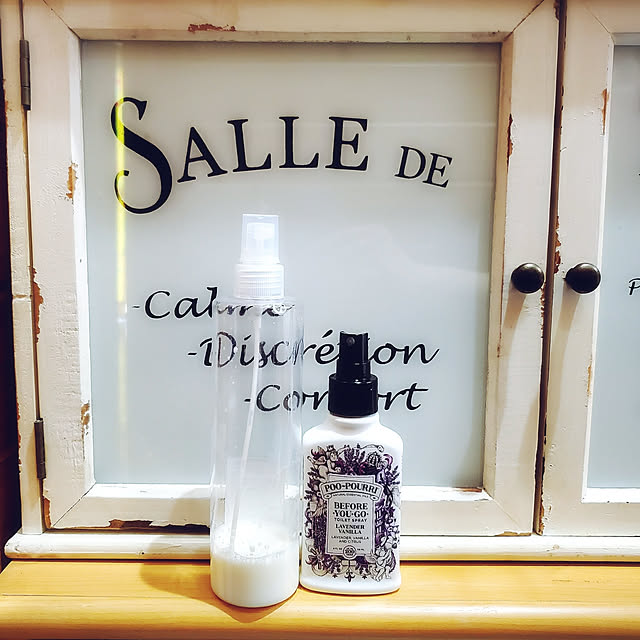 SALLE DE
-Calme
-Discrétion
-Confort
P
POO-POURRI
BEFORE
·YOU·GO·
TOILET SPRAY
LAVENDER
VANILLA
LAVENDER, VANILLA
AND CITRUS